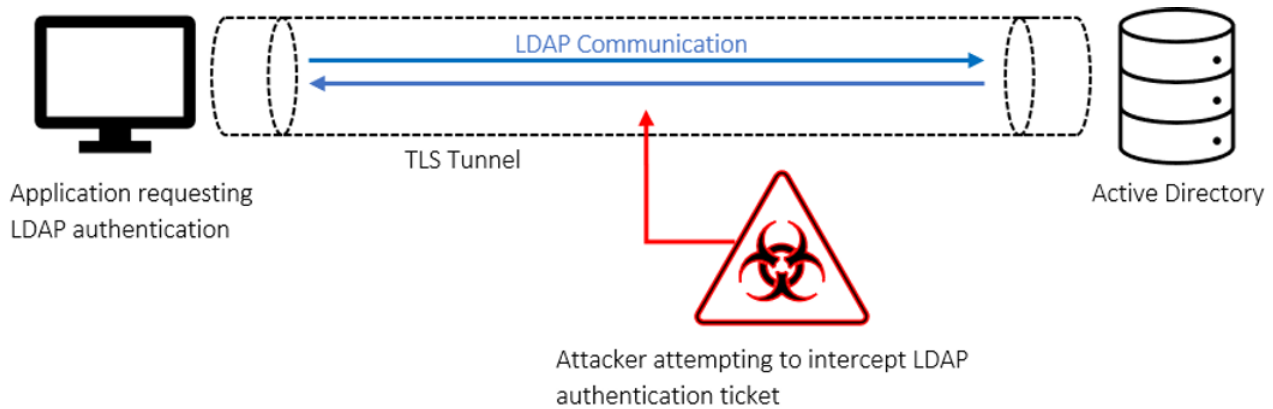 LDAP Communication
TLS Tunnel
Application requesting
LDAP authentication
Active Directory
Attacker attempting to intercept LDAP
authentication ticket